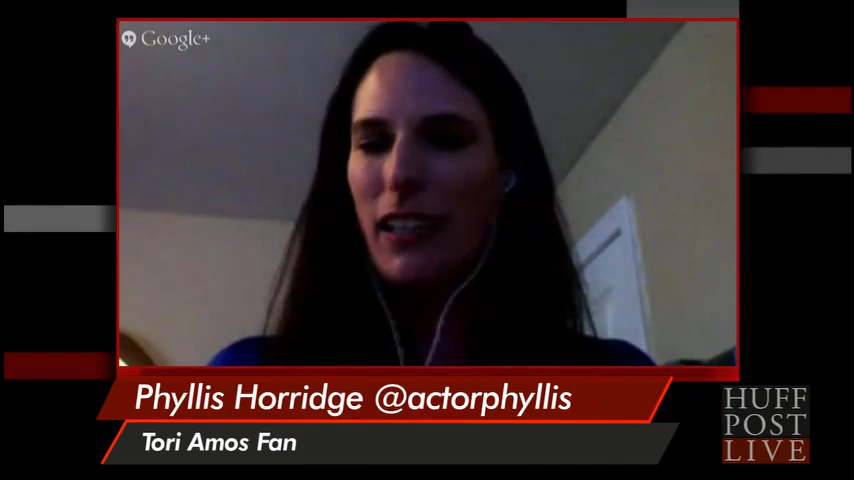 Google+
Phyllis Horridge @actorphyllis
Tori Amos Fan
HUFF
POST
LIVE